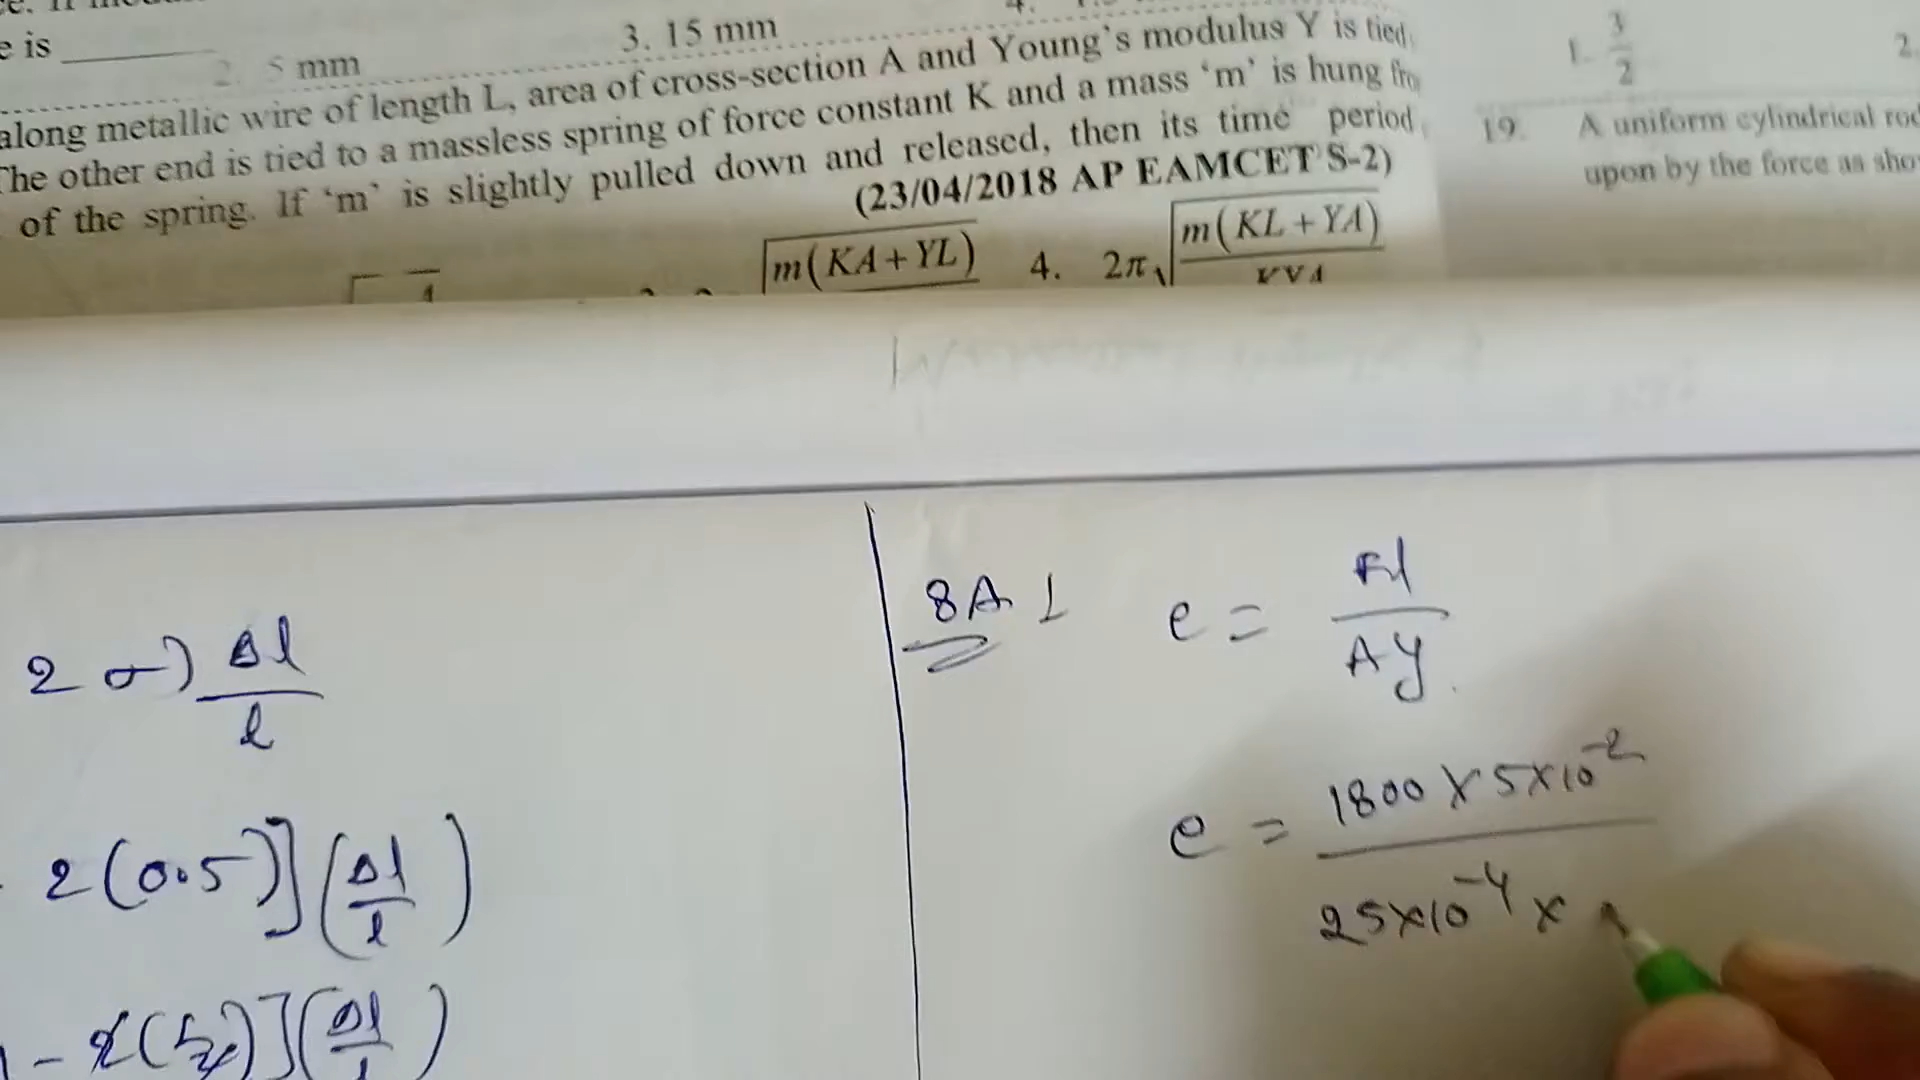 e is
2. 5 mm
3. 15 mm
along metallic wire of length L, area of cross-section A and Young's modulus Y is tied
The other end is tied to a massless spring of force constant K and a mass 'm' is hung
of the spring. If 'm' is slightly pulled down and released, then its time period
(23/04/2018 AP EAMCET S-2)
m(KA+YL)
4. 2π√ m(KL+YA)
1. 3/2
2.
19. A uniform cylindrical
upon by the force as
2σ) Δl/l
2(0.5)] (Δl/l)
8A. 1
e = Fl/AY
e = 1800 × 5×10⁻² / 25×10⁻⁴ ×